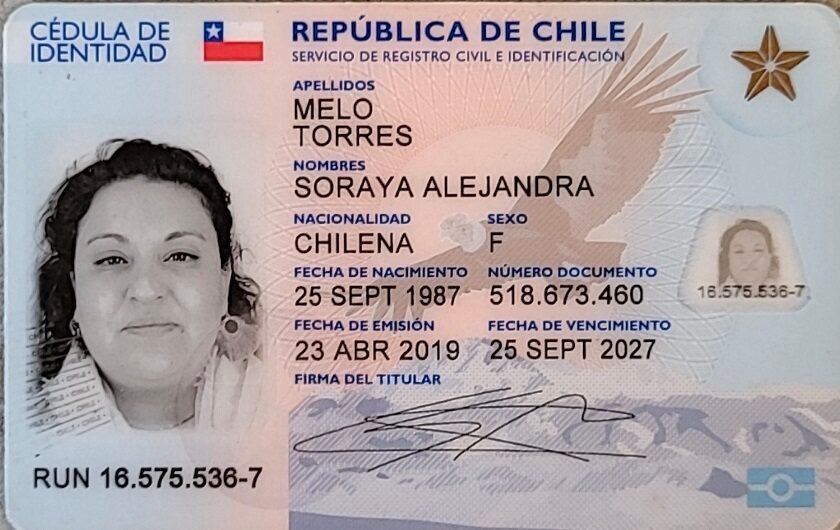 CÉDULA DE
IDENTIDAD
REPÚBLICA DE CHILE
SERVICIO DE REGISTRO CIVIL E IDENTIFICACIÓN
APELLIDOS
MELO
TORRES
NOMBRES
SORAYA ALEJANDRA
NACIONALIDAD SEXO
CHILENA F
FECHA DE NACIMIENTO NÚMERO DOCUMENTO
25 SEPT 1987 518.673.460
16.575.536-7
FECHA DE EMISIÓN FECHA DE VENCIMIENTO
23 ABR 2019 25 SEPT 2027
FIRMA DEL TITULAR
RUN 16.575.536-7